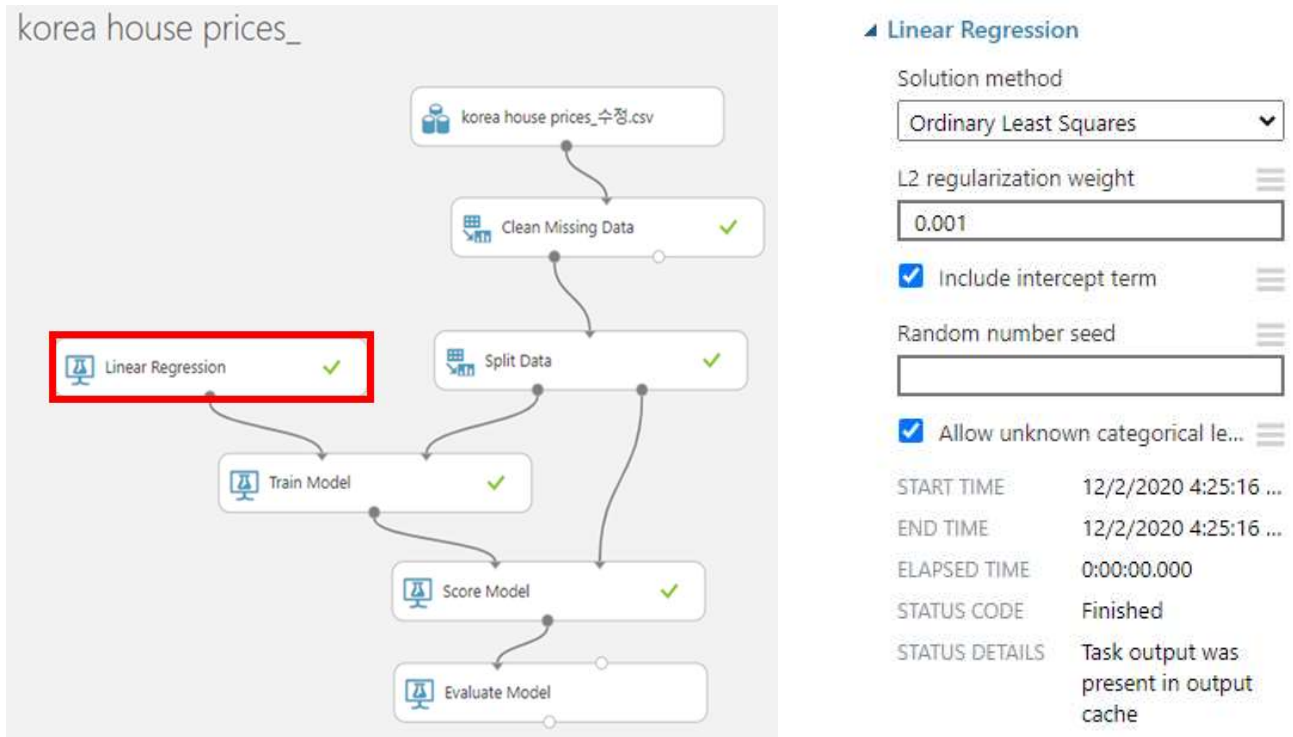 korea house prices_
korea house prices_수정.csv
Clean Missing Data
Linear Regression
Split Data
Train Model
Score Model
Evaluate Model
Linear Regression
Solution method
Ordinary Least Squares
L2 regularization weight
0.001
Include intercept term
Random number seed
Allow unknown categorical le...
START TIME 12/2/2020 4:25:16 ...
END TIME 12/2/2020 4:25:16 ...
ELAPSED TIME 0:00:00.000
STATUS CODE Finished
STATUS DETAILS Task output was
present in output
cache